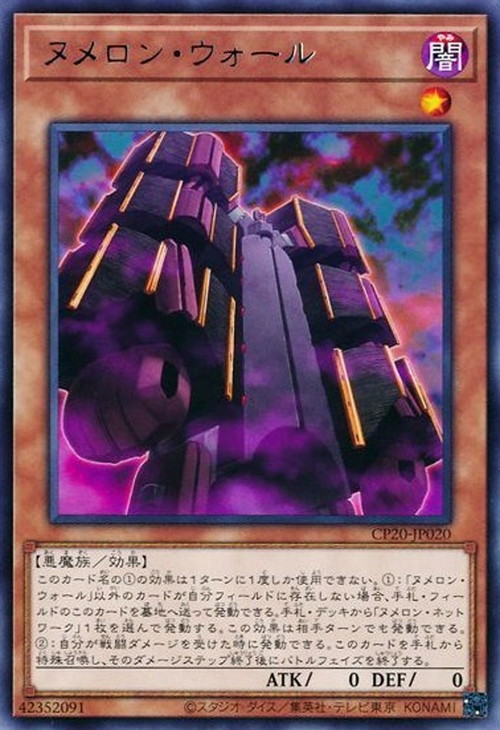 ヌメロン・ウォール
闇
CP20-JP020
【悪魔族/効果】
このカード名の①の効果は1ターンに1度しか使用できない。①:「ヌメロン・
ウォール」以外のカードが自分フィールドに存在しない場合、手札・フィー
ルドのこのカードを墓地へ送って発動できる。手札・デッキから「ヌメロン・ネット
ワーク」1枚を選んで発動する。この効果は相手ターンでも発動できる。
②:自分が戦闘ダメージを受けた時に発動できる。このカードを手札から
特殊召喚し、そのダメージステップ終了後にバトルフェイズを終了する。
ATK/ 0 DEF/ 0
42352091 ©スタジオ・ダイス/集英社・テレビ東京 KONAMI